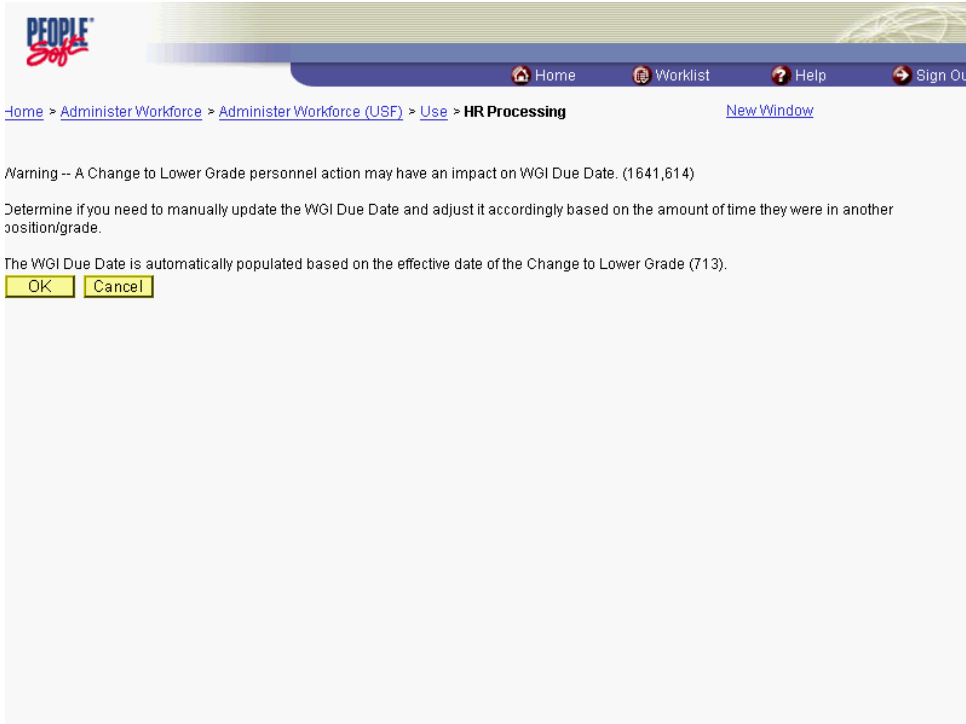 PEOPLE
Soft
Home Worklist Help Sign Ou
Home > Administer Workforce > Administer Workforce (USF) > Use > HR Processing New Window
Warning -- A Change to Lower Grade personnel action may have an impact on WGI Due Date. (1641,614)
Determine if you need to manually update the WGI Due Date and adjust it accordingly based on the amount of time they were in another
position/grade.
The WGI Due Date is automatically populated based on the effective date of the Change to Lower Grade (713).
OK Cancel